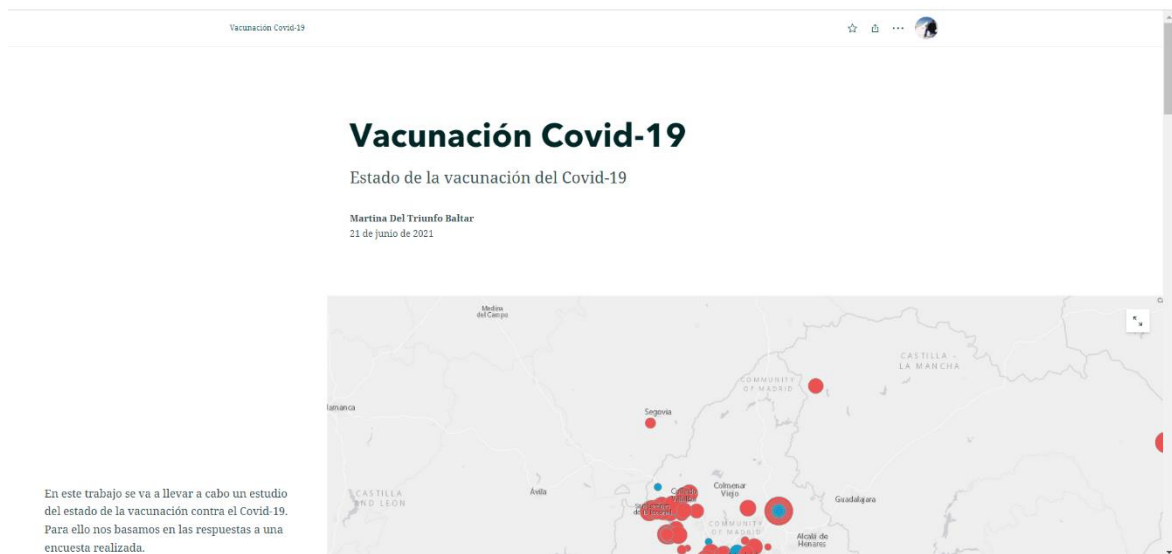 Vacunación Covid-19
Vacunación Covid-19
Estado de la vacunación del Covid-19
Martina Del Triunfo Baltar
21 de junio de 2021
En este trabajo se va a llevar a cabo un estudio
del estado de la vacunación contra el Covid-19.
Para ello nos basamos en las respuestas a una
encuesta realizada.
Medina
del Campo
CASTILLA -
LA MANCHA
COMMUNITY
OF MADRID
lamanca
Segovia
CASTILLA
AND LEON
Ávila
Colmenar
Viejo
Guadalajara
COMMUNITY
OF MADRID
Alcalá de
Henares